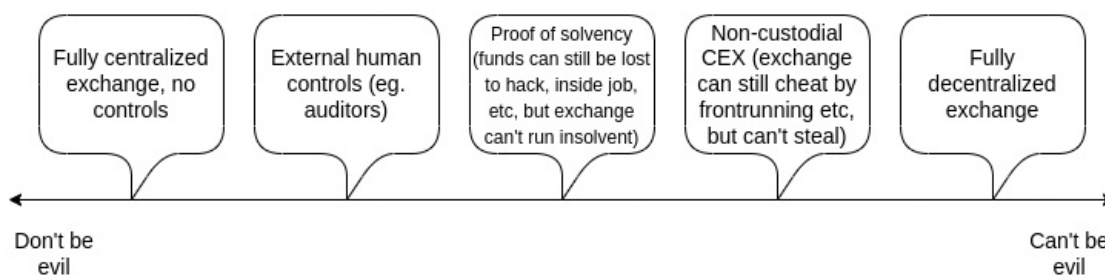 Fully centralized
exchange, no
controls
External human
controls (eg.
auditors)
Proof of solvency
(funds can still be lost
to hack, inside job,
etc, but exchange
can't run insolvent)
Non-custodial
CEX (exchange
can still cheat by
frontrunning etc,
but can't steal)
Fully
decentralized
exchange
Don't be
evil
Can't be
evil